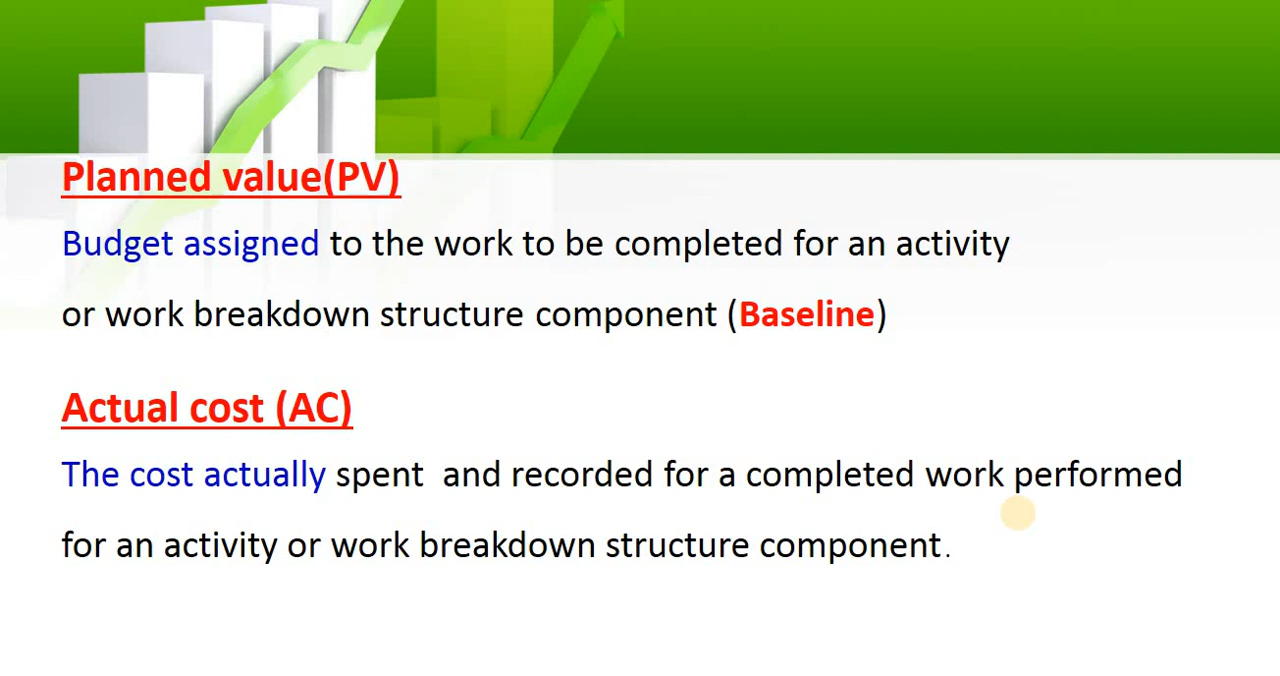 Planned value(PV)
Budget assigned to the work to be completed for an activity
or work breakdown structure component (Baseline)
Actual cost (AC)
The cost actually spent  and recorded for a completed work performed
for an activity or work breakdown structure component.